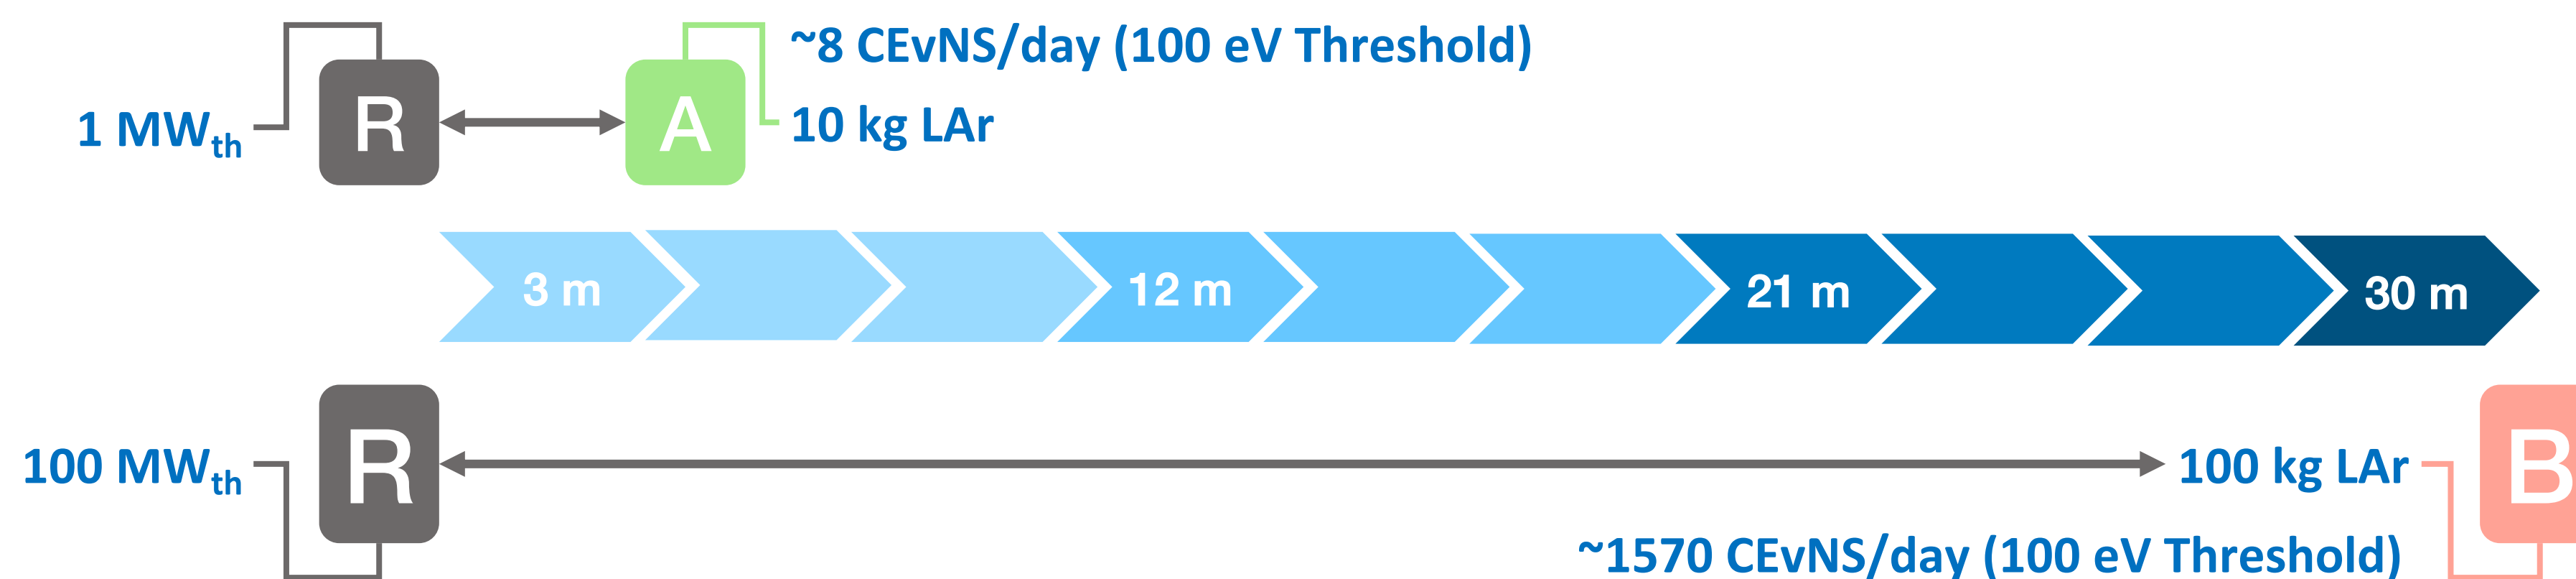 ~8 CEvNS/day (100 eV Threshold)
1 MWth
R
A
10 kg LAr
3 m
12 m
21 m
30 m
100 MWth
R
100 kg LAr
B
~1570 CEvNS/day (100 eV Threshold)